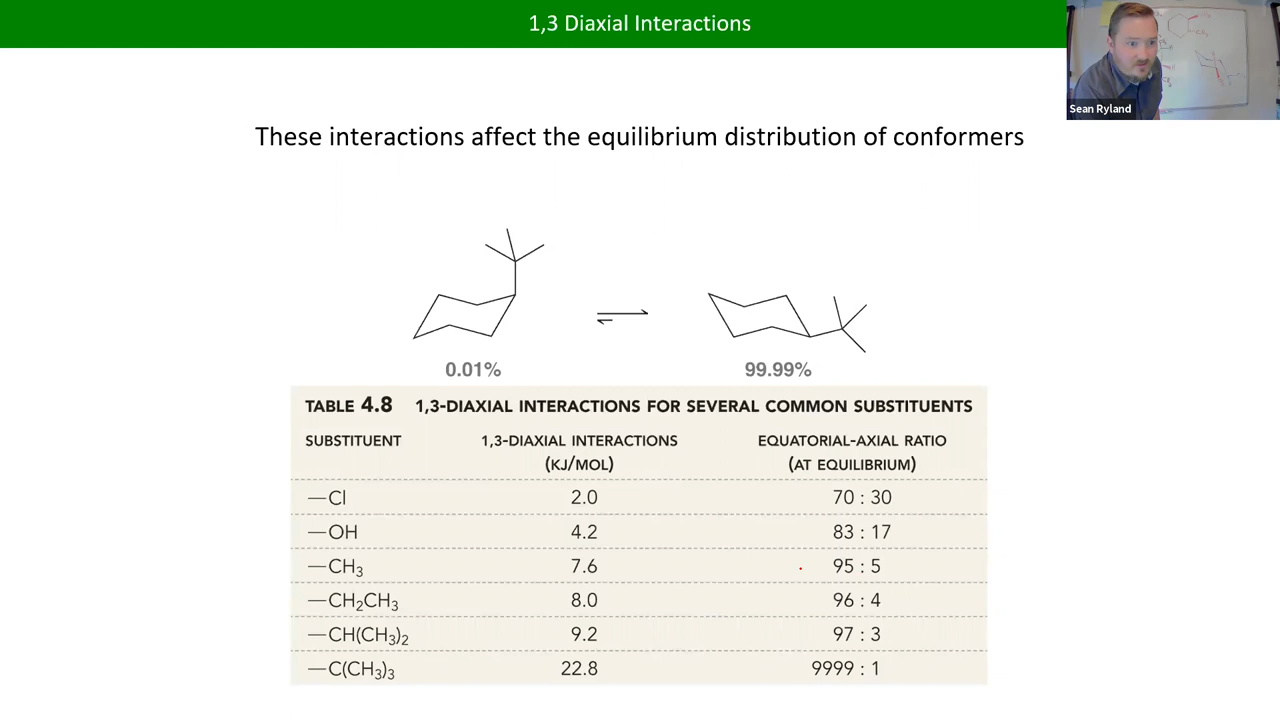 1,3 Diaxial Interactions
Sean Ryland
These interactions affect the equilibrium distribution of conformers
0.01% 99.99%
TABLE 4.8 1,3-DIAXIAL INTERACTIONS FOR SEVERAL COMMON SUBSTITUENTS
SUBSTITUENT 1,3-DIAXIAL INTERACTIONS EQUATORIAL-AXIAL RATIO
(KJ/MOL) (AT EQUILIBRIUM)
—Cl 2.0 70 : 30
—OH 4.2 83 : 17
—CH₃ 7.6 95 : 5
—CH₂CH₃ 8.0 96 : 4
—CH(CH₃)₂ 9.2 97 : 3
—C(CH₃)₃ 22.8 9999 : 1